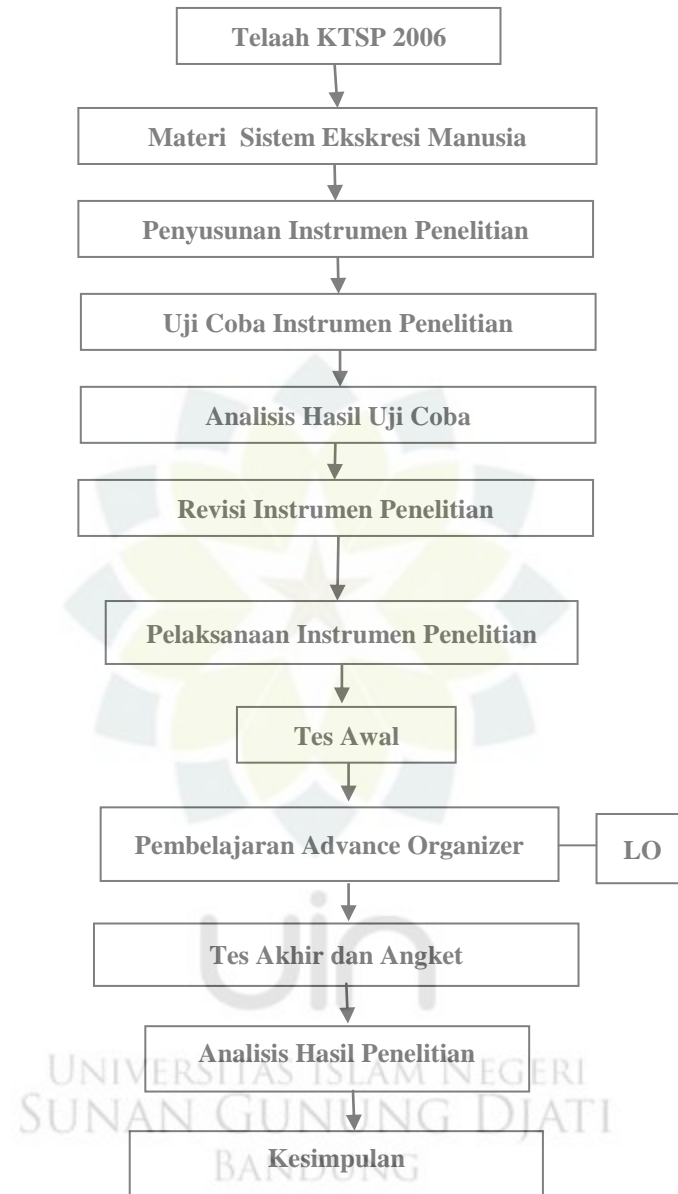 Telaah KTSP 2006
Materi Sistem Ekskresi Manusia
Penyusunan Instrumen Penelitian
Uji Coba Instrumen Penelitian
Analisis Hasil Uji Coba
Revisi Instrumen Penelitian
Pelaksanaan Instrumen Penelitian
Tes Awal
Pembelajaran Advance Organizer
LO
Tes Akhir dan Angket
uin
Analisis Hasil Penelitian
UNIVERSITAS ISLAM NEGERI
SUNAN GUNUNG DJATI
Kesimpulan
BANDUNG